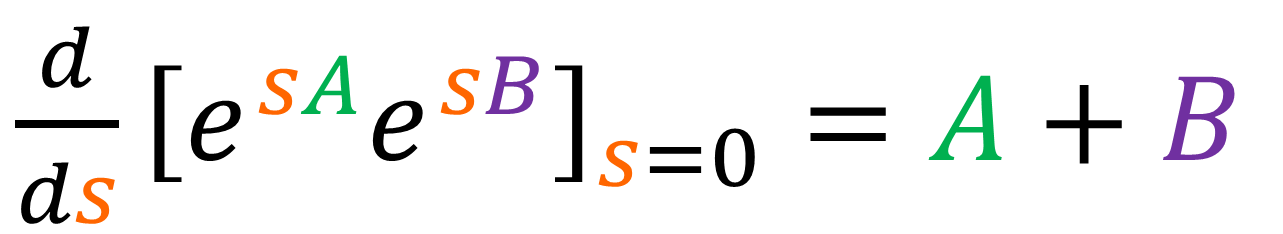 d/ds [e^{sA} e^{sB}]_{s=0} = A + B